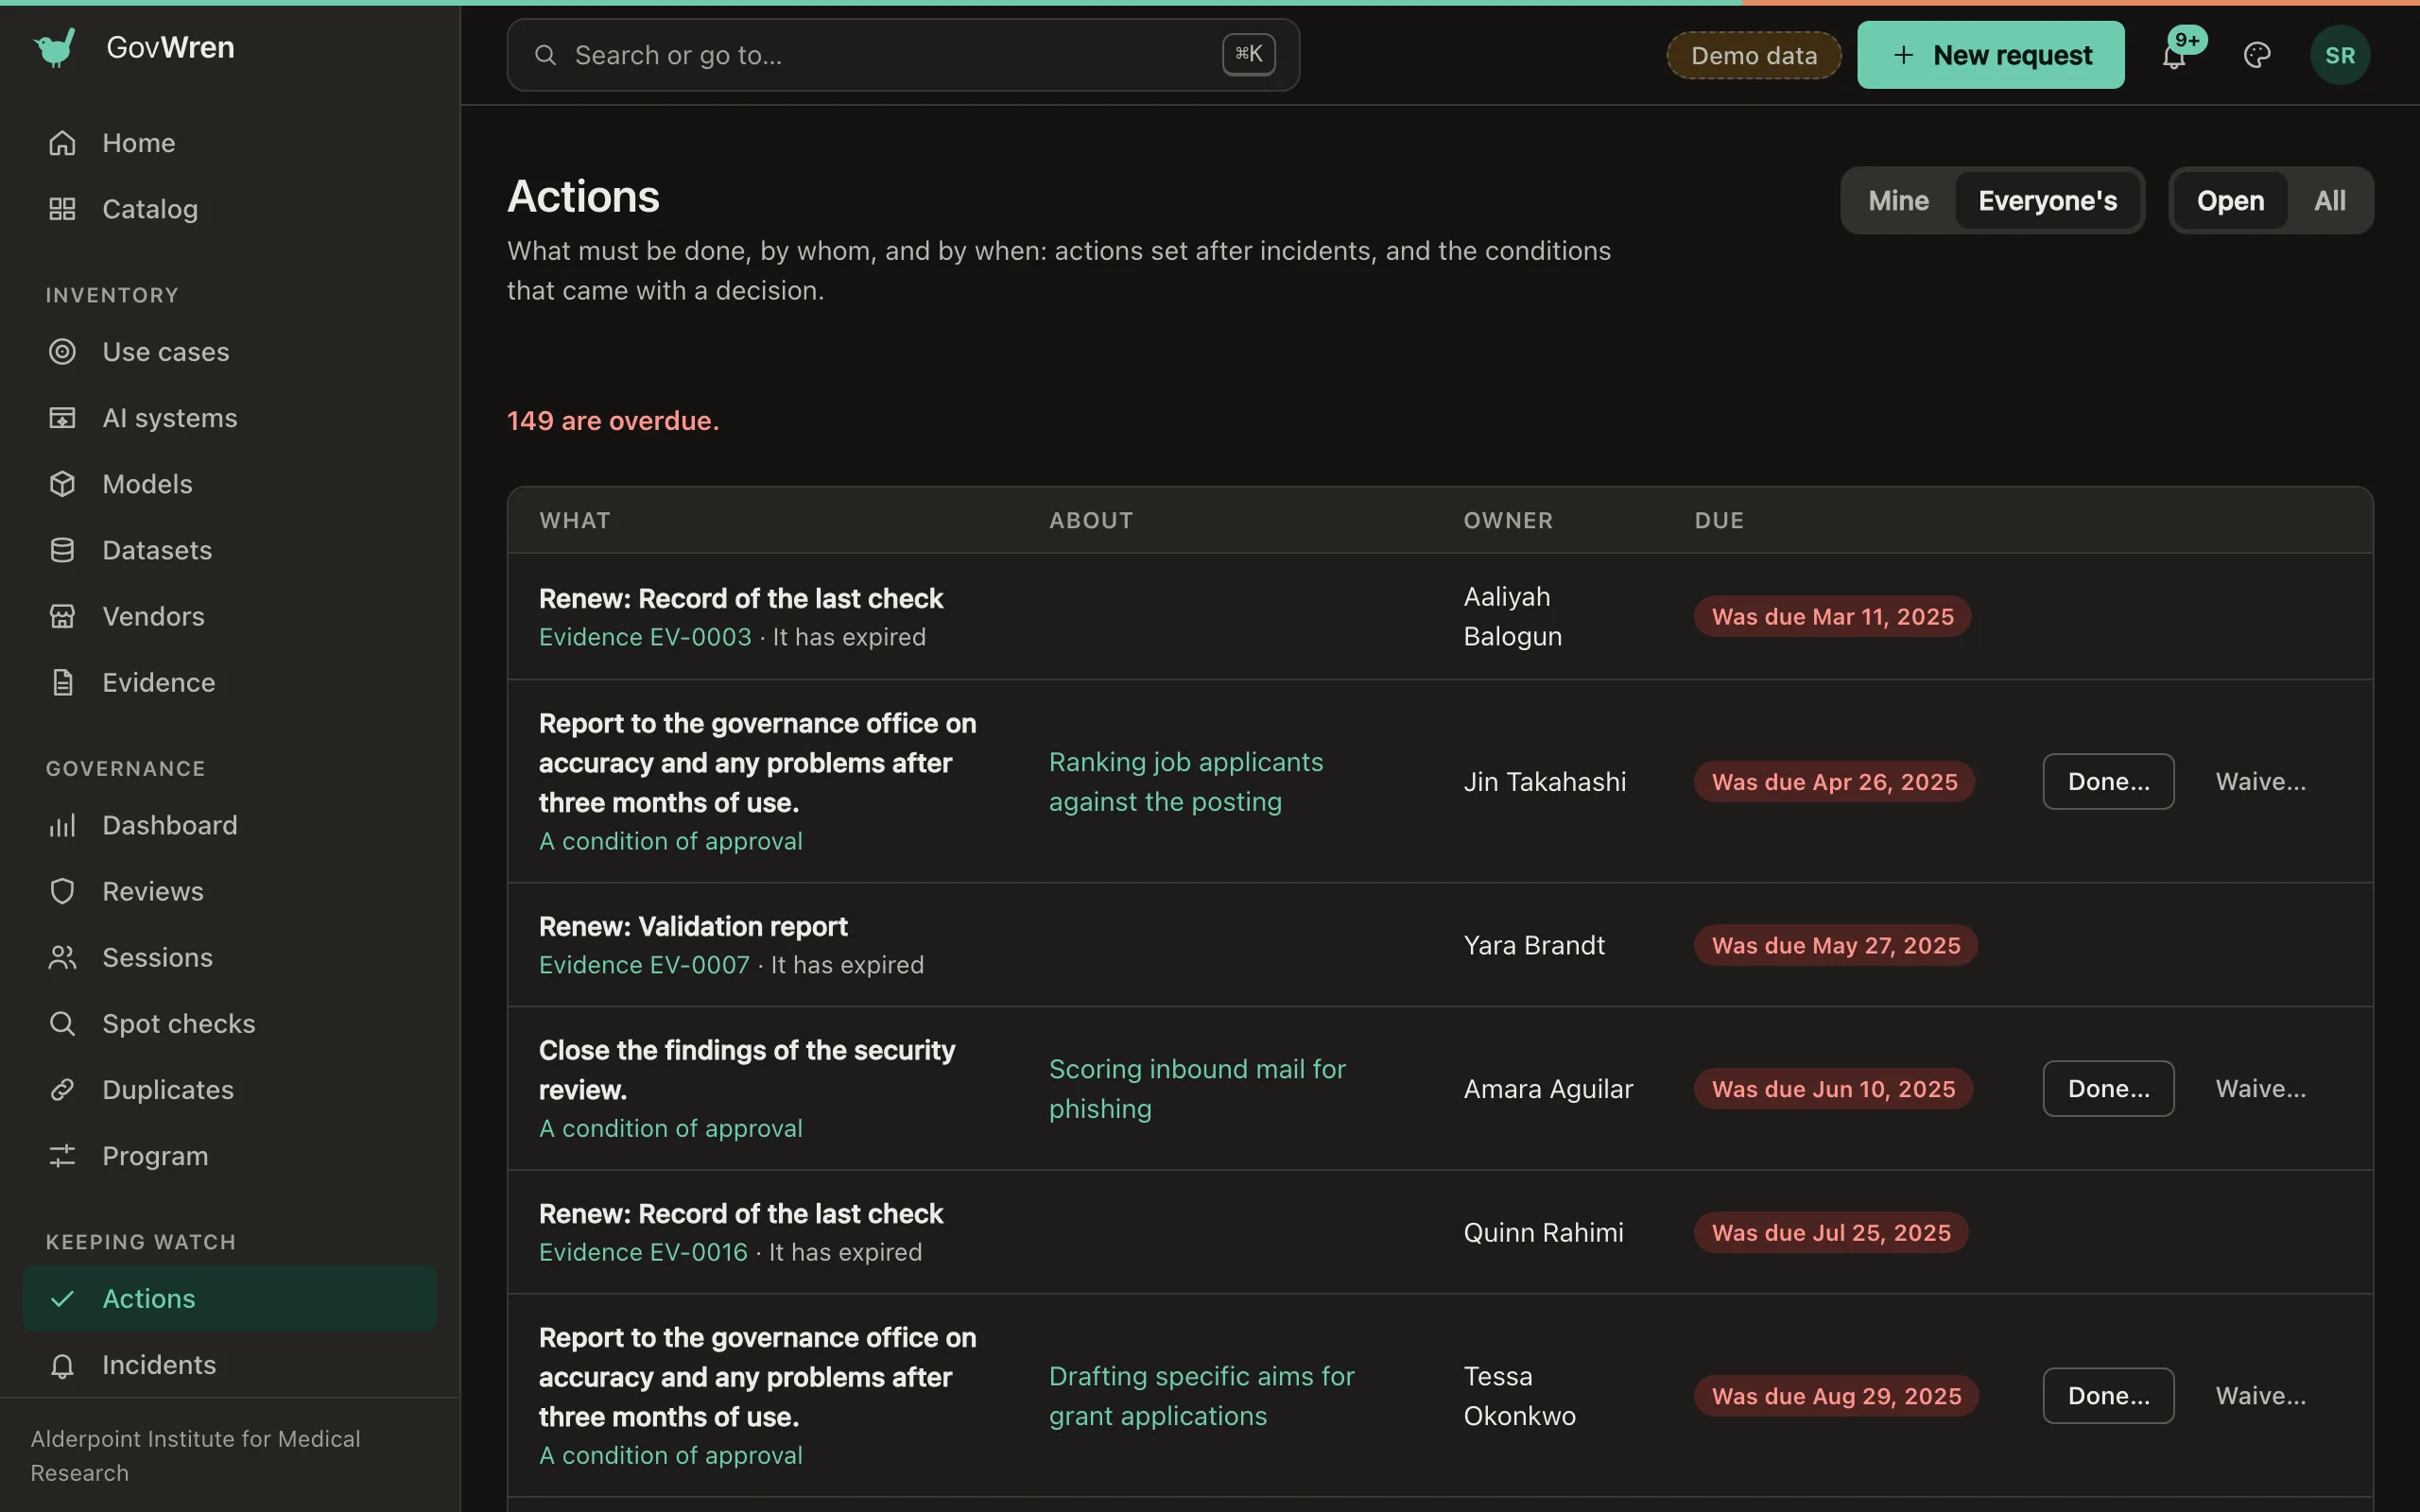 GovWren
Search or go to...
⌘K
Demo data
+ New request
9+
SR
Home
Catalog
INVENTORY
Use cases
AI systems
Models
Datasets
Vendors
Evidence
GOVERNANCE
Dashboard
Reviews
Sessions
Spot checks
Duplicates
Program
KEEPING WATCH
Actions
Incidents
Alderpoint Institute for Medical
Research
Actions
What must be done, by whom, and by when: actions set after incidents, and the conditions
that came with a decision.
Mine
Everyone's
Open
All
149 are overdue.
WHAT
ABOUT
OWNER
DUE
Renew: Record of the last check
Evidence EV-0003 · It has expired
Aaliyah
Balogun
Was due Mar 11, 2025
Report to the governance office on
accuracy and any problems after
three months of use.
A condition of approval
Ranking job applicants
against the posting
Jin Takahashi
Was due Apr 26, 2025
Done...
Waive...
Renew: Validation report
Evidence EV-0007 · It has expired
Yara Brandt
Was due May 27, 2025
Close the findings of the security
review.
A condition of approval
Scoring inbound mail for
phishing
Amara Aguilar
Was due Jun 10, 2025
Done...
Waive...
Renew: Record of the last check
Evidence EV-0016 · It has expired
Quinn Rahimi
Was due Jul 25, 2025
Report to the governance office on
accuracy and any problems after
three months of use.
A condition of approval
Drafting specific aims for
grant applications
Tessa
Okonkwo
Was due Aug 29, 2025
Done...
Waive...